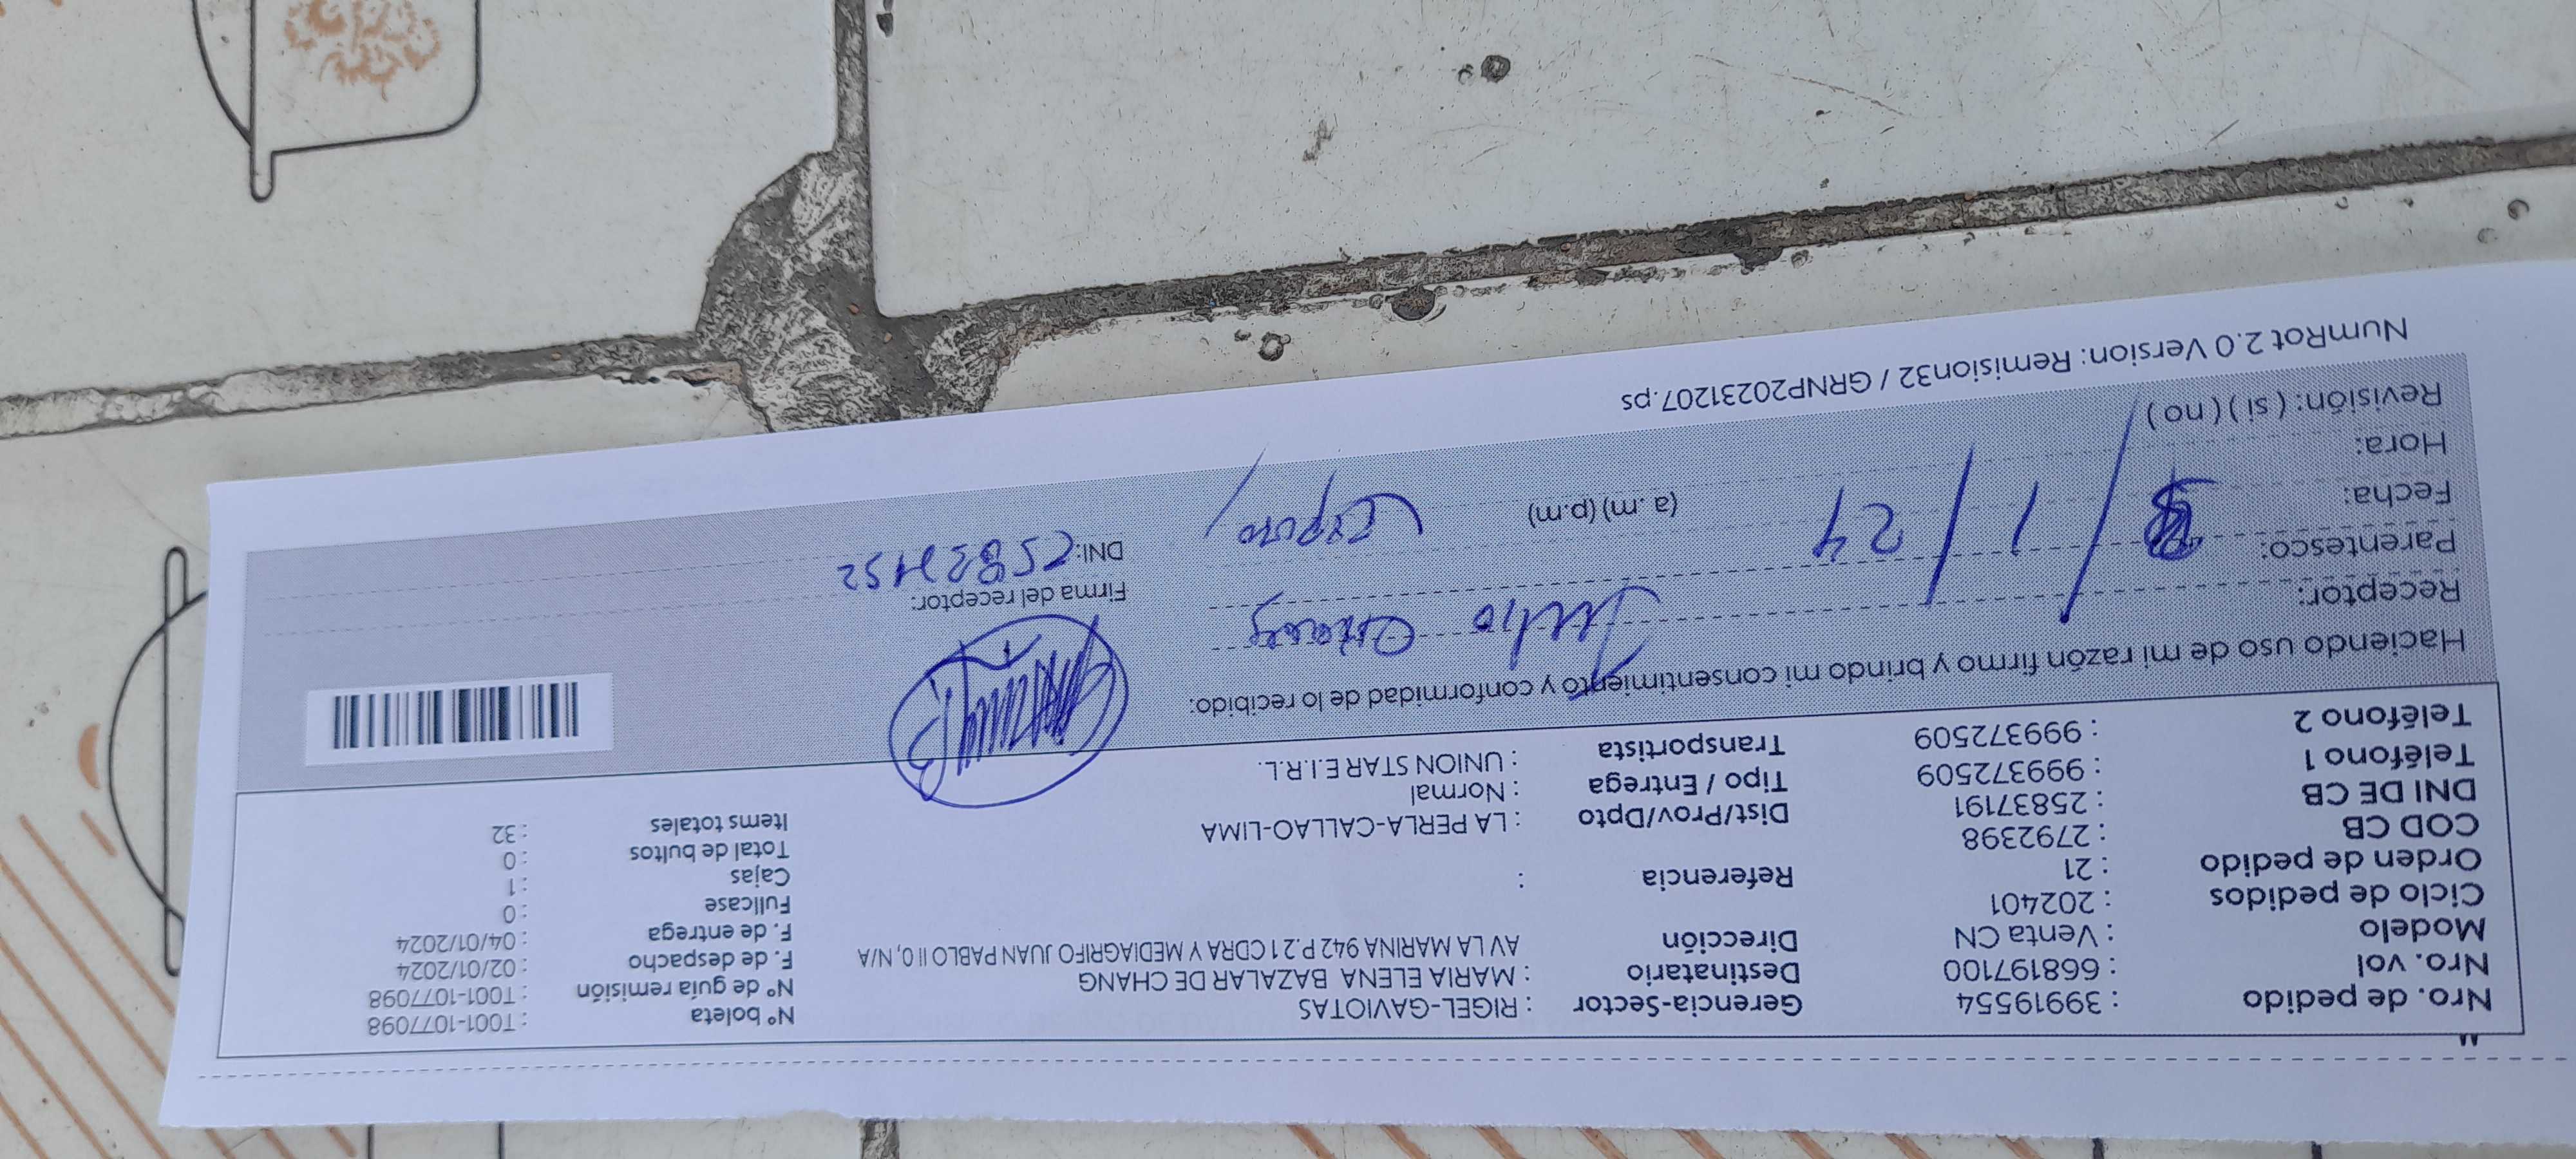 Nro. de pedido : 39919554 Gerencia-Sector : RIGEL-GAVIOTAS Nº boleta : T001-1077098
Nro. vol : 668197100 Destinatario : MARIA ELENA BAZALAR DE CHANG Nº de guía remisión : T001-1077098
Modelo : Venta CN Dirección AV LA MARINA 942 P.21 CDRA Y MEDIAGRIFO JUAN PABLO II 0, N/A F. de despacho : 02/01/2024
Ciclo de pedidos : 202401 F. de entrega : 04/01/2024
Orden de pedido : 21 Referencia : Fullcase : 0
COD CB : 2792398 Cajas : 1
DNI DE CB : 25837191 Dist/Prov/Dpto : LA PERLA-CALLAO-LIMA Total de bultos : 0
Teléfono 1 : 999372509 Tipo / Entrega : Normal Items totales : 32
Teléfono 2 : 999372509 Transportista : UNION STAR E.I.R.L.
Haciendo uso de mi razón firmo y brindo mi consentimiento y conformidad de lo recibido:
Receptor: Julio Chang Firma del receptor:
Parentesco: DNI:
Fecha: / 1 / 24
Hora: (a. m) (p.m)
Revisión: ( si ) ( no )
NumRot 2.0 Version: Remision32 / GRNP20231207.ps